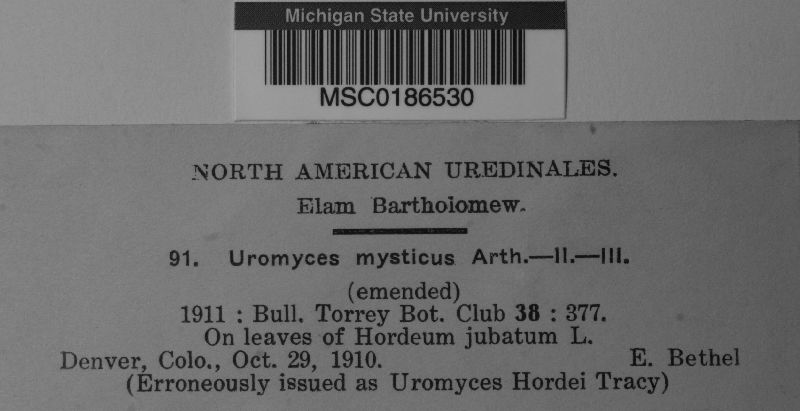 Michigan State University
MSC0186530
NORTH AMERICAN UREDINALES.
Elam Bartholomew.
91. Uromyces mysticus Arth.—II.—III.
(emended)
1911 : Bull. Torrey Bot. Club 38 : 377.
On leaves of Hordeum jubatum L.
Denver, Colo., Oct. 29, 1910. E. Bethel
(Erroneously issued as Uromyces Hordei Tracy)